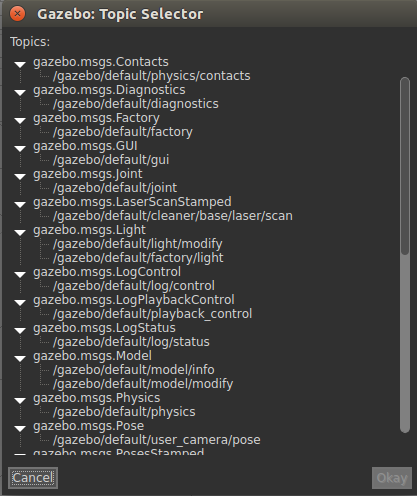 Gazebo: Topic Selector
Topics:
gazebo.msgs.Contacts
/gazebo/default/physics/contacts
gazebo.msgs.Diagnostics
/gazebo/default/diagnostics
gazebo.msgs.Factory
/gazebo/default/factory
gazebo.msgs.GUI
/gazebo/default/gui
gazebo.msgs.Joint
/gazebo/default/joint
gazebo.msgs.LaserScanStamped
/gazebo/default/cleaner/base/laser/scan
gazebo.msgs.Light
/gazebo/default/light/modify
/gazebo/default/factory/light
gazebo.msgs.LogControl
/gazebo/default/log/control
gazebo.msgs.LogPlaybackControl
/gazebo/default/playback_control
gazebo.msgs.LogStatus
/gazebo/default/log/status
gazebo.msgs.Model
/gazebo/default/model/info
/gazebo/default/model/modify
gazebo.msgs.Physics
/gazebo/default/physics
gazebo.msgs.Pose
/gazebo/default/user_camera/pose
gazebo.msgs.PosesStamped
Cancel
Okay